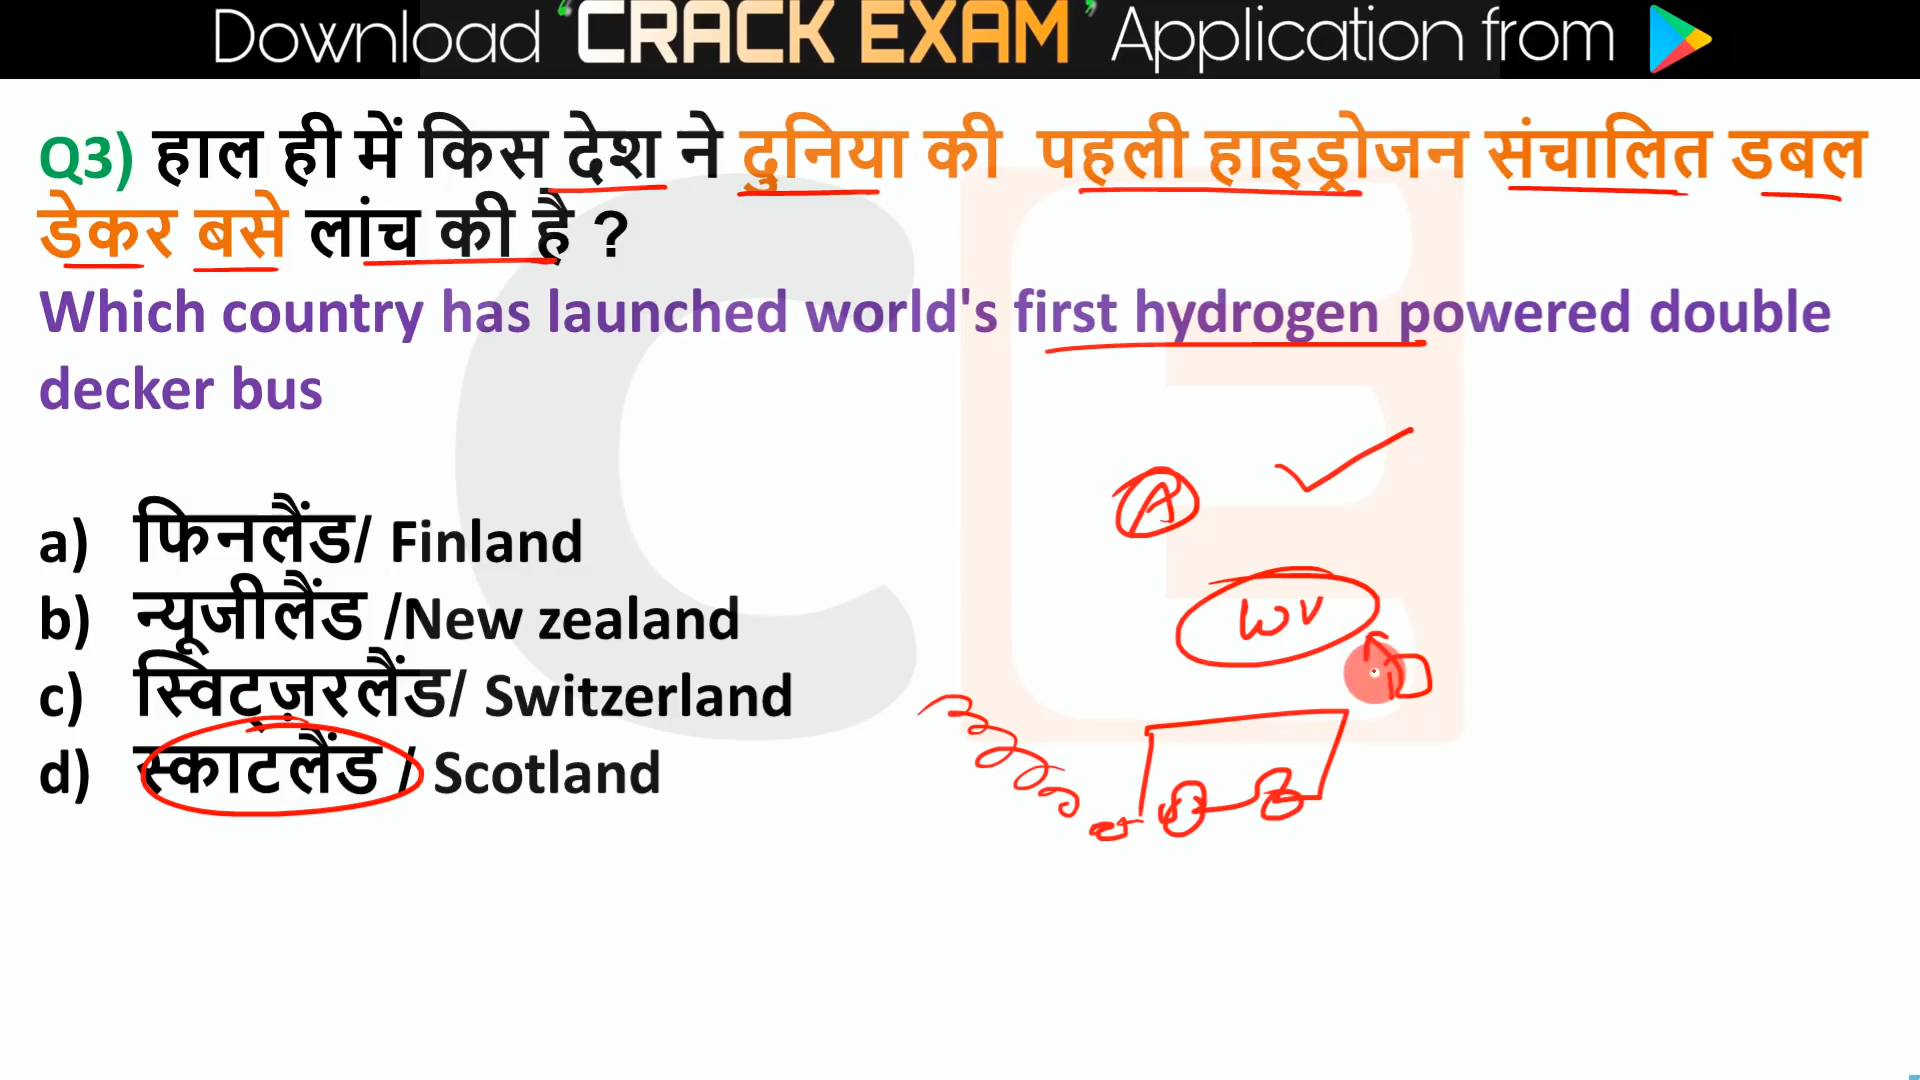 Download ‘CRACK EXAM’ Application from
Q3) हाल ही में किस देश ने दुनिया की पहली हाइड्रोजन संचालित डबल
डेकर बसे लांच की है ?
Which country has launched world's first hydrogen powered double
decker bus
a) फिनलैंड/ Finland
b) न्यूजीलैंड /New zealand
c) स्विट्ज़रलैंड/ Switzerland
d) स्काटलैंड / Scotland
A